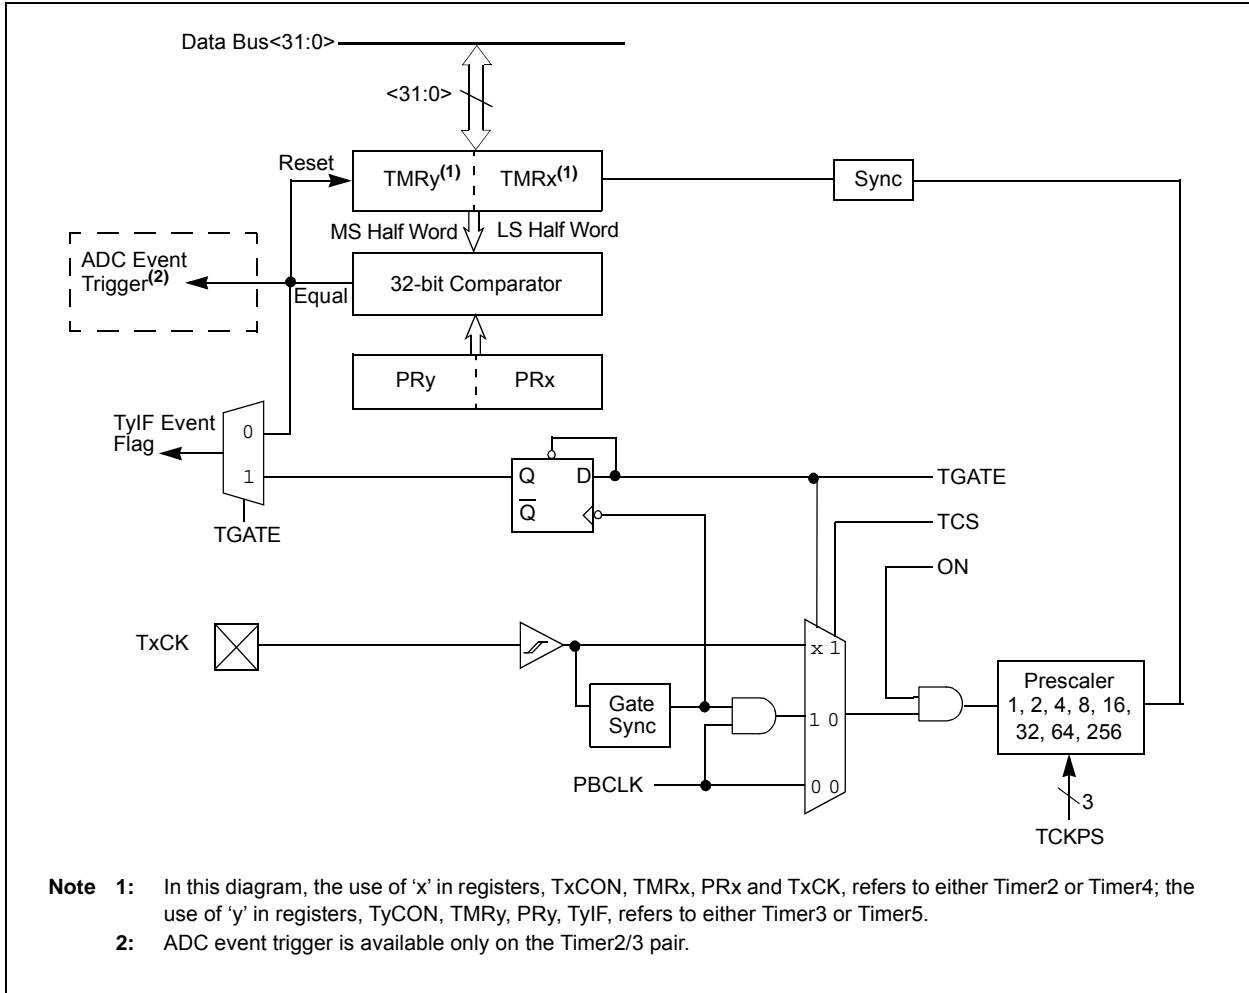 Data Bus<31:0>
<31:0>
Reset
TMRy(1) TMRx(1)
Sync
MS Half Word LS Half Word
ADC Event
Trigger(2)
Equal
32-bit Comparator
PRy PRx
TyIF Event
Flag
0
1
TGATE
Q D
Q
TGATE
TCS
ON
TxCK
x 1
Gate
Sync
1 0
PBCLK
0 0
Prescaler
1, 2, 4, 8, 16,
32, 64, 256
3
TCKPS
Note 1: In this diagram, the use of ‘x’ in registers, TxCON, TMRx, PRx and TxCK, refers to either Timer2 or Timer4; the
use of ‘y’ in registers, TyCON, TMRy, PRy, TyIF, refers to either Timer3 or Timer5.
2: ADC event trigger is available only on the Timer2/3 pair.